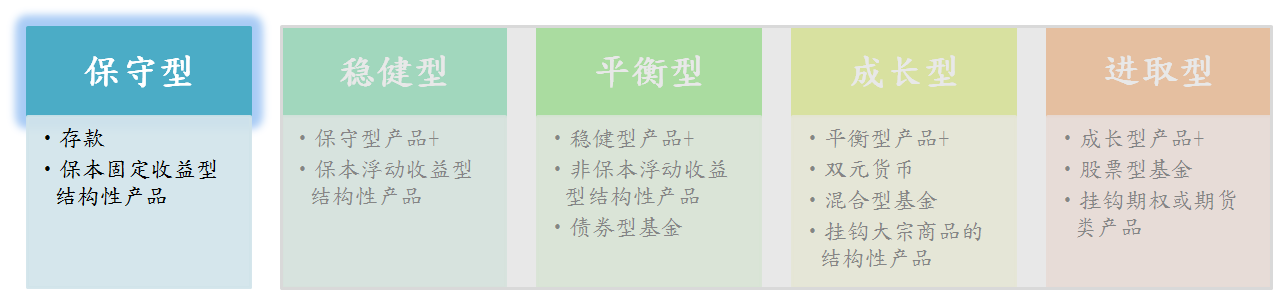 保守型
• 存款
• 保本固定收益型
结构性产品
稳健型
• 保守型产品+
• 保本浮动收益型
结构性产品
平衡型
• 稳健型产品+
• 非保本浮动收益
型结构性产品
• 债券型基金
成长型
• 平衡型产品+
• 双元货币
• 混合型基金
• 挂钩大宗商品的
结构性产品
进取型
• 成长型产品+
• 股票型基金
• 挂钩期权或期货
类产品